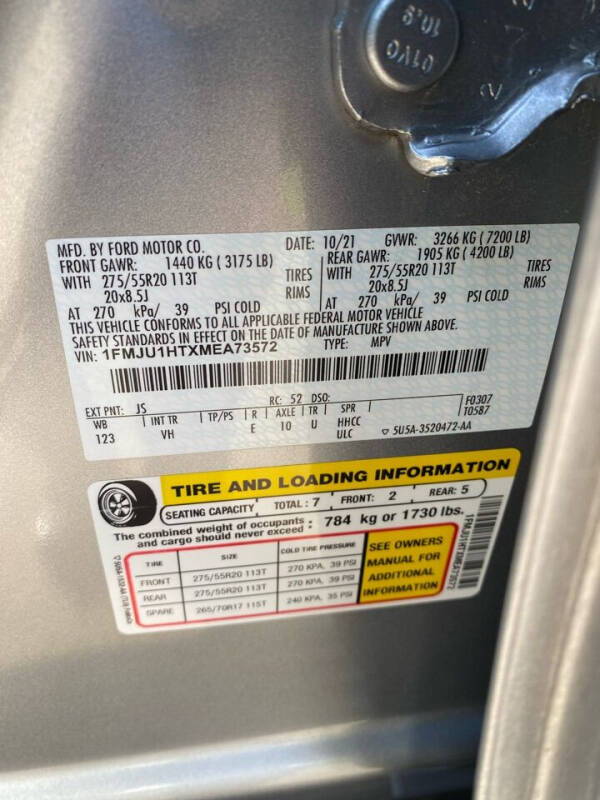 01V0
10.9
MFD. BY FORD MOTOR CO.
DATE: 10/21 GVWR: 3266 KG ( 7200 LB)
FRONT GAWR: 1440 KG ( 3175 LB)
WITH 275/55R20 113T TIRES
20x8.5J RIMS
AT 270 kPa/ 39 PSI COLD
REAR GAWR: 1905 KG ( 4200 LB)
WITH 275/55R20 113T TIRES
20x8.5J RIMS
AT 270 kPa/ 39 PSI COLD
THIS VEHICLE CONFORMS TO ALL APPLICABLE FEDERAL MOTOR VEHICLE
SAFETY STANDARDS IN EFFECT ON THE DATE OF MANUFACTURE SHOWN ABOVE.
VIN: 1FMJU1HTXMEA73572 TYPE: MPV
EXT PNT: JS RC: 52 DSO: F0307
WB INT TR TP/PS R AXLE TR SPR T0587
123 VH E 10 U HHCC
ULC 5U5A-3520472-AA
TIRE AND LOADING INFORMATION
SEATING CAPACITY TOTAL: 7 FRONT: 2 REAR: 5
The combined weight of occupants
and cargo should never exceed : 784 kg or 1730 lbs.
TIRE SIZE COLD TIRE PRESSURE
FRONT 275/55R20 113T 270 KPA, 39 PSI
REAR 275/55R20 113T 270 KPA, 39 PSI
SPARE 265/70R17 115T 240 KPA, 35 PSI
SEE OWNERS
MANUAL FOR
ADDITIONAL
INFORMATION
1FMJU1HTXMEA73572